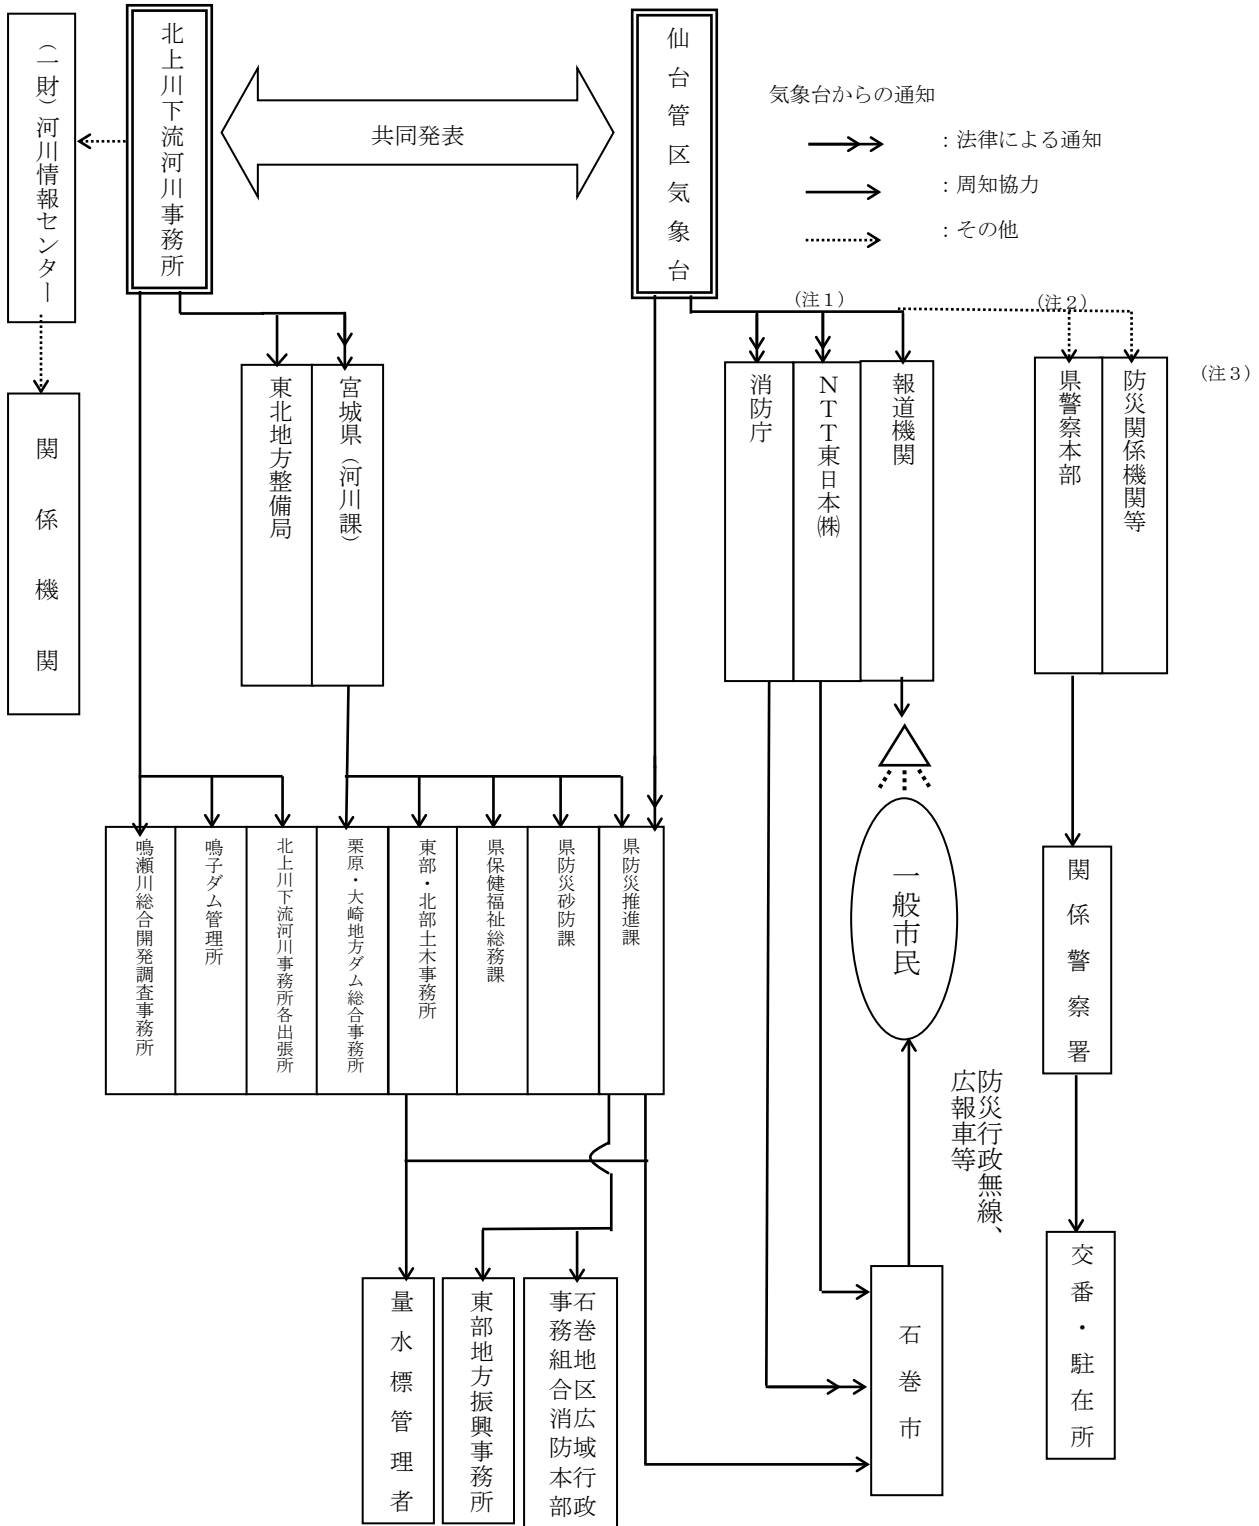 （一財）河川情報センター
北上川下流河川事務所
共同発表
仙台管区気象台
気象台からの通知
：法律による通知
：周知協力
：その他
（注１）
（注２）
（注３）
関係機関
東北地方整備局
宮城県（河川課）
消防庁
ＮＴＴ東日本㈱
報道機関
県警察本部
防災関係機関等
鳴瀬川総合開発調査事務所
鳴子ダム管理所
北上川下流河川事務所各出張所
栗原・大崎地方ダム総合事務所
東部・北部土木事務所
県保健福祉総務課
県防災砂防課
県防災推進課
一般市民
関係警察署
防災行政無線、
広報車等
量水標管理者
東部地方振興事務所
石巻地区広域行政
事務組合消防本部
石巻市
交番・駐在所